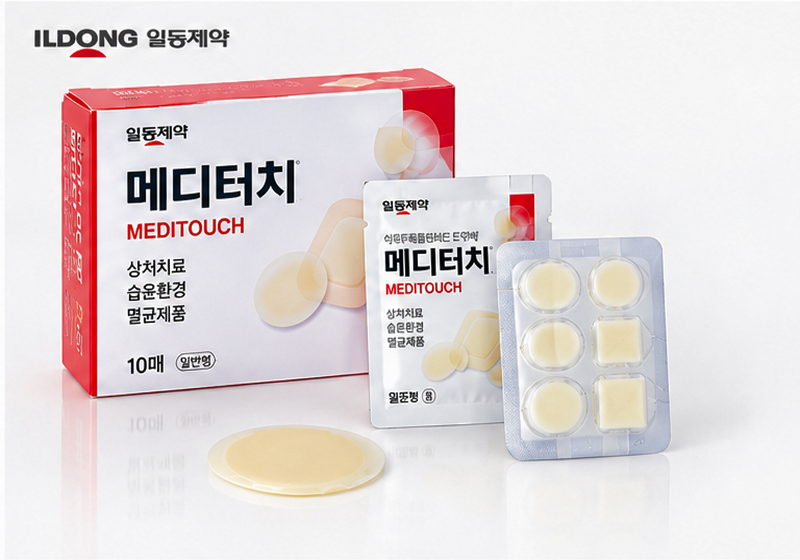 ILDONG 일동제약
일동제약
메디터치
MEDITOUCH
상처치료
습윤환경
멸균제품
10매 일반형
일동제약
메디터치
MEDITOUCH
상처치료
습윤환경
멸균제품